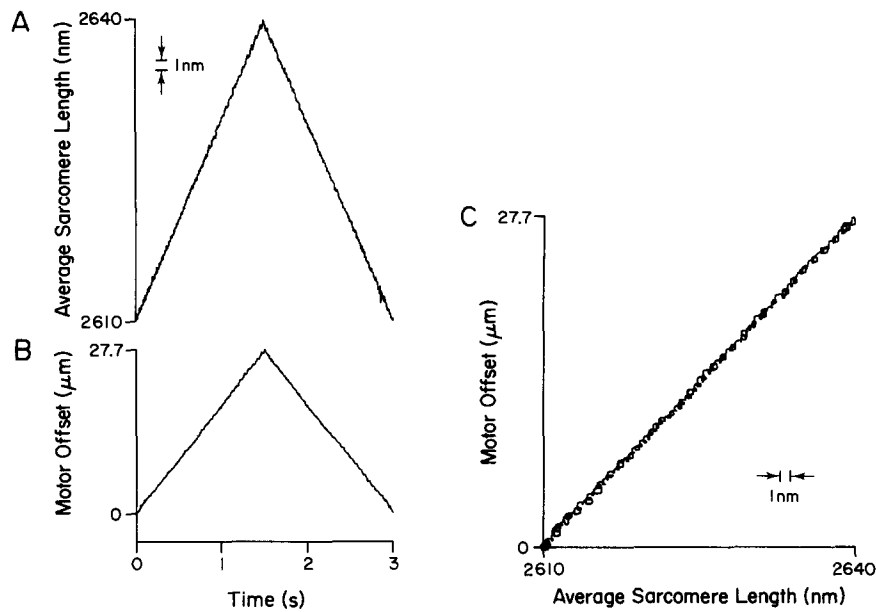 A
Average Sarcomere Length (nm)
2640
2610
1nm
B
Motor Offset (μm)
27.7
0
0 1 2 3
Time (s)
C
Motor Offset (μm)
27.7
0
1nm
2610 2640
Average Sarcomere Length (nm)